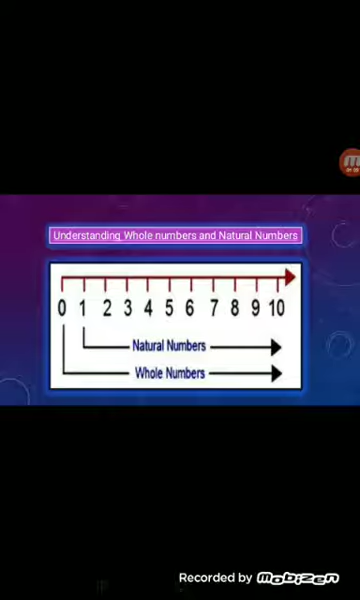 Understanding Whole numbers and Natural Numbers
0 1 2 3 4 5 6 7 8 9 10
Natural Numbers
Whole Numbers
Recorded by Mobizen